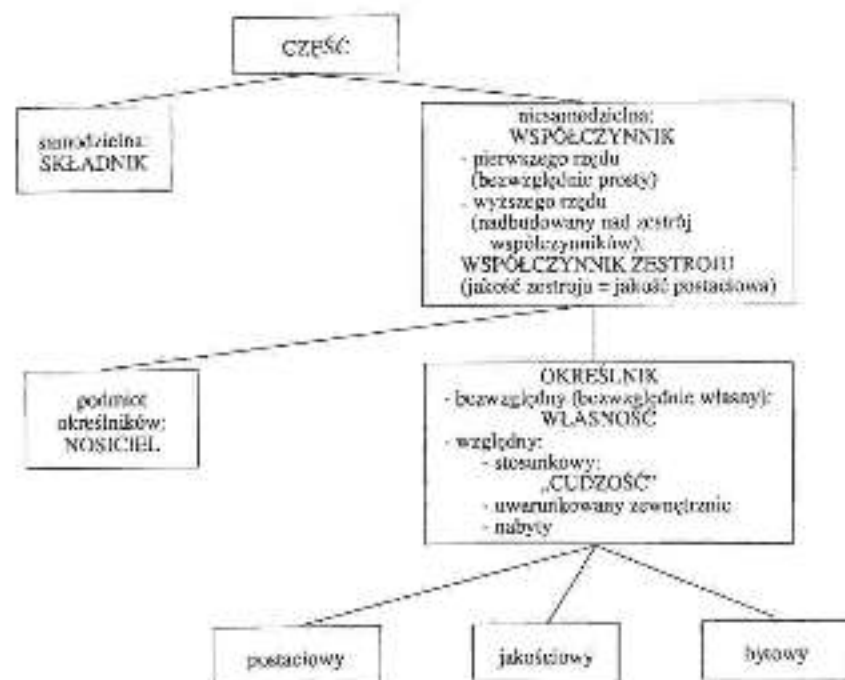 CZĘŚĆ
samodzielna:
SKŁADNIK
niesamodzielna:
WSPÓŁCZYNNIK
- pierwszego rzędu
(bezwzględnie prosty)
- wyższego rzędu
(nadbudowany nad zestrój
współczynników):
WSPÓŁCZYNNIK ZESTROJU
(jakość zestroju = jakość postaciowa)
podmiot
określników:
NOSICIEL
OKREŚLNIK
- bezwzględny (bezwzględnie własny):
WŁASNOŚĆ
- względny:
- stosunkowy:
„CUDZOŚĆ”
- uwarunkowany zewnętrznie
- nabyty
postaciowy
jakościowy
bytowy